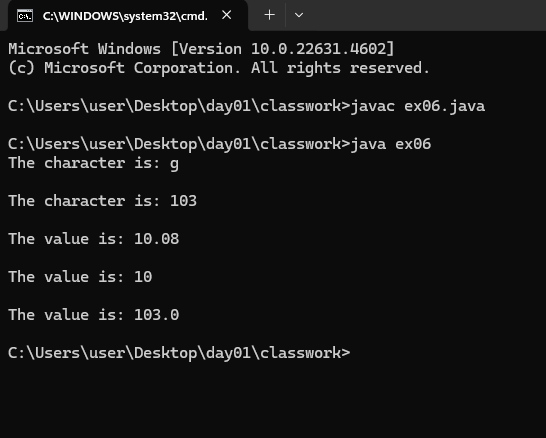 C:\WINDOWS\system32\cmd.
Microsoft Windows [Version 10.0.22631.4602]
(c) Microsoft Corporation. All rights reserved.
C:\Users\user\Desktop\day01\classwork>javac ex06.java
C:\Users\user\Desktop\day01\classwork>java ex06
The character is: g
The character is: 103
The value is: 10.08
The value is: 10
The value is: 103.0
C:\Users\user\Desktop\day01\classwork>